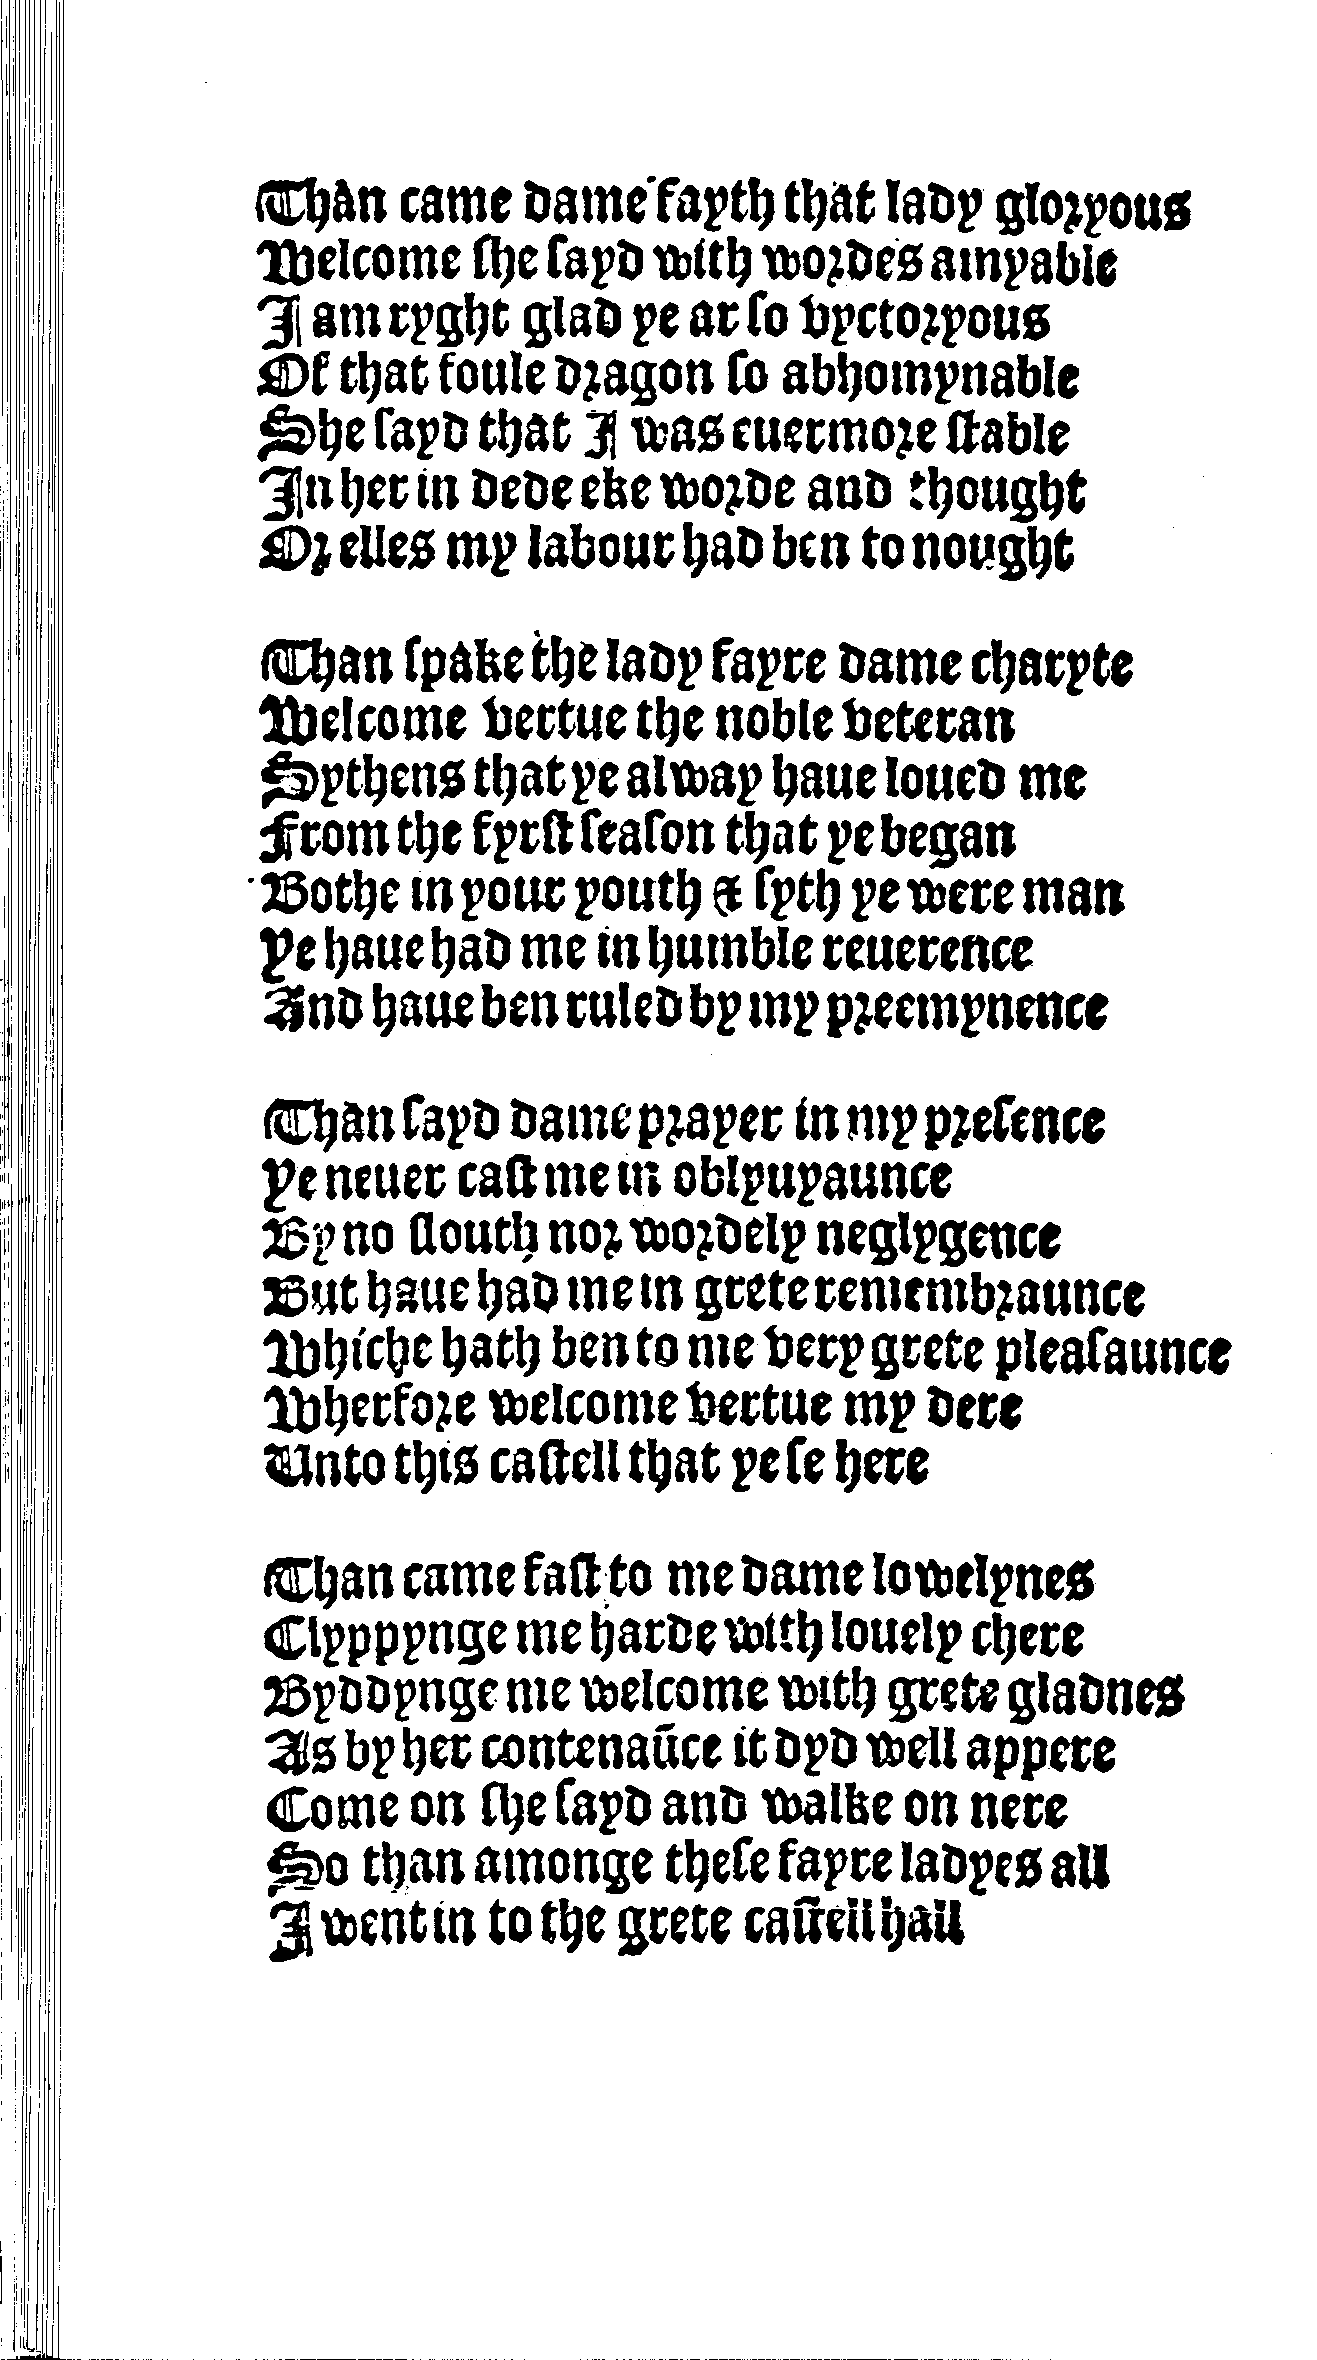 Than came dame fayth that lady gloryous
Welcome ſhe ſayd with wordes amyable
I am ryght glad ye ar ſo vyctoryous
Of that foule dragon ſo abhomynable
She ſayd that I was euermore ſtable
In her in dede eke worde and thought
Or elles my labour had ben to nought

Than ſpake the lady fayre dame charyte
Welcome vertue the noble veteran
Sythens that ye alway haue loued me
From the fyrſt ſeaſon that ye began
Bothe in your youth & ſyth ye were man
Ye haue had me in humble reuerence
And haue ben ruled by my preemynence

Than ſayd dame prayer in my preſence
Ye neuer caſt me in oblyuyaunce
By no ſlouth nor wordely neglygence
But haue had me in grete remembraunce
Whiche hath ben to me very grete pleaſaunce
Wherfore welcome vertue my dere
Unto this caſtell that ye ſe here

Than came faſt to me dame lowelynes
Clyppynge me harde with louely chere
Byddynge me welcome with grete gladnes
As by her contenaūce it dyd well appere
Come on ſhe ſayd and walke on nere
So than amonge theſe fayre ladyes all
I went in to the grete caſtell hall